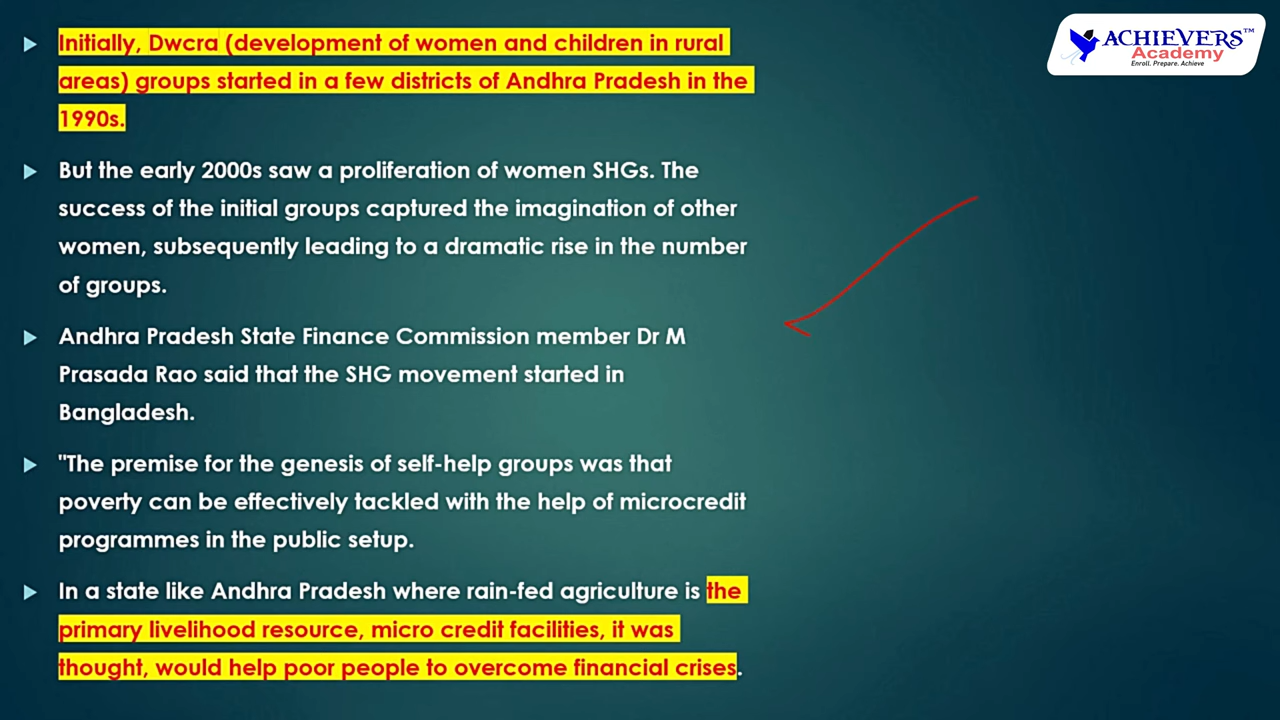 ACHIEVERS™
Academy
Enroll. Prepare. Achieve
Initially, Dwcra (development of women and children in rural
areas) groups started in a few districts of Andhra Pradesh in the
1990s.
But the early 2000s saw a proliferation of women SHGs. The
success of the initial groups captured the imagination of other
women, subsequently leading to a dramatic rise in the number
of groups.
Andhra Pradesh State Finance Commission member Dr M
Prasada Rao said that the SHG movement started in
Bangladesh.
"The premise for the genesis of self-help groups was that
poverty can be effectively tackled with the help of microcredit
programmes in the public setup.
In a state like Andhra Pradesh where rain-fed agriculture is the
primary livelihood resource, micro credit facilities, it was
thought, would help poor people to overcome financial crises.